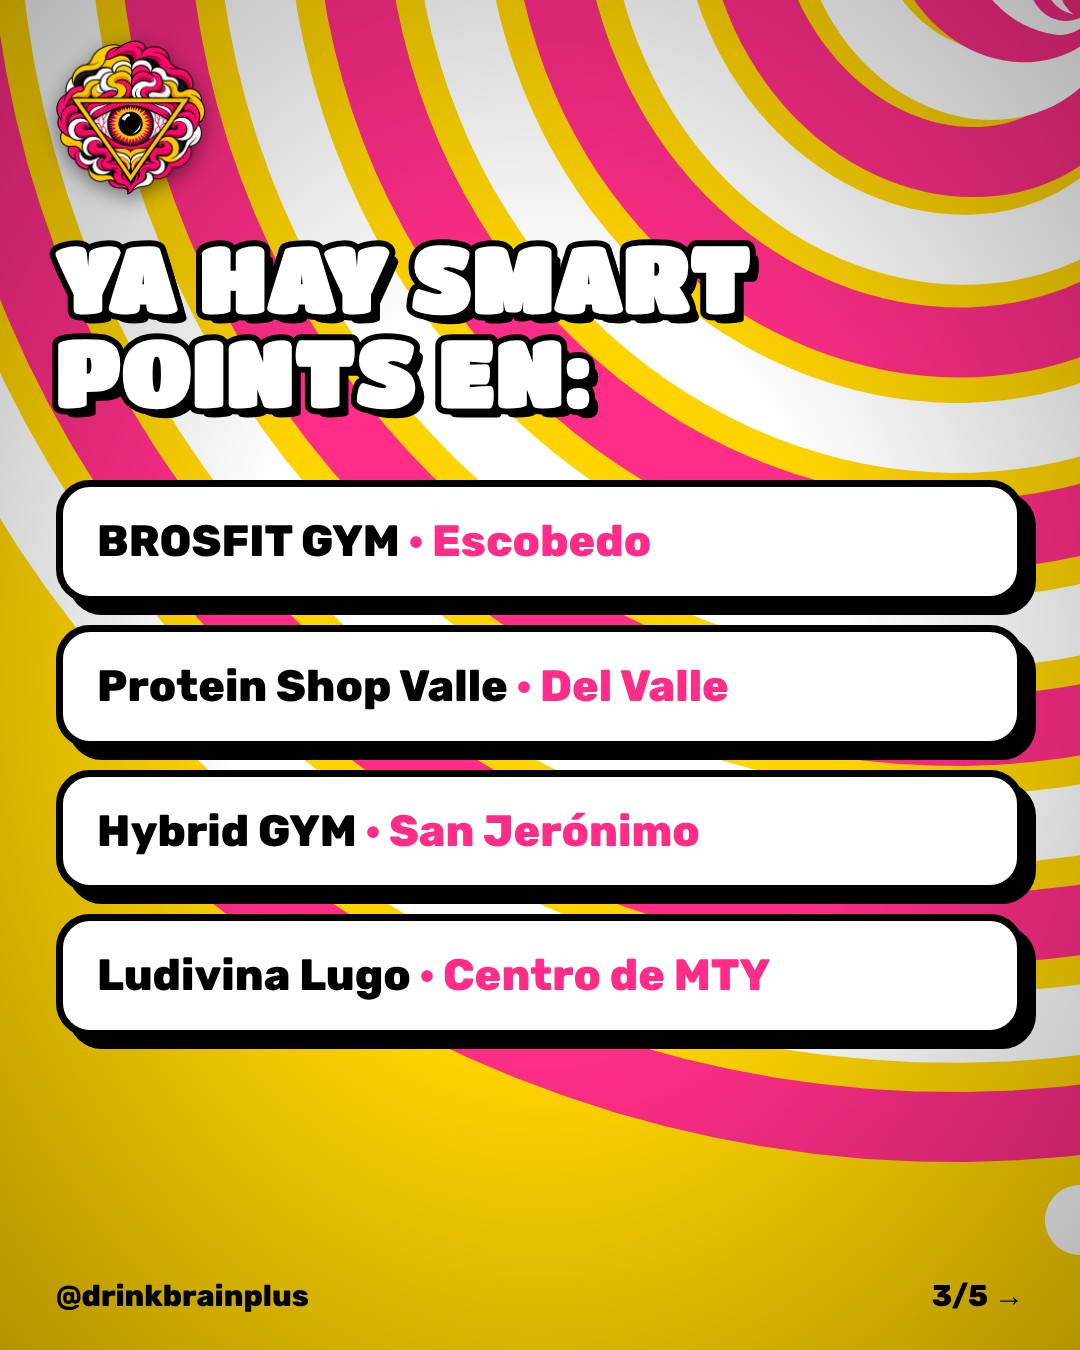 YA HAY SMART
POINTS EN:
BROSFIT GYM • Escobedo
Protein Shop Valle • Del Valle
Hybrid GYM • San Jerónimo
Ludivina Lugo • Centro de MTY
@drinkbrainplus
3/5 →